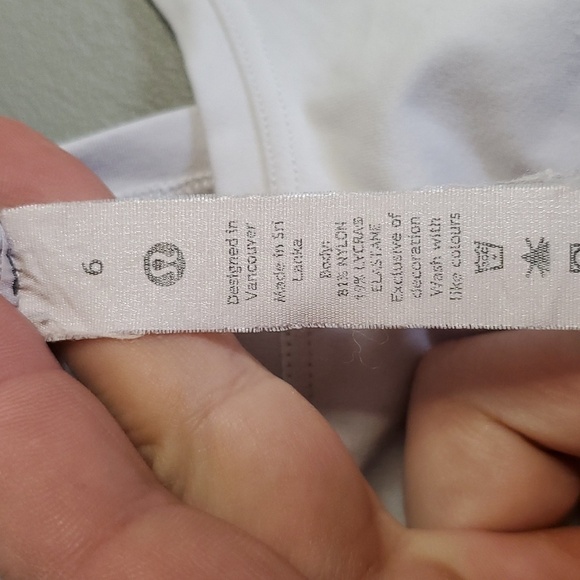 6
Designed in
Vancouver
Made in Sri
Lanka
Body:
81% NYLON
19% LYCRA®
ELASTANE
Exclusive of
decoration
Wash with
like colours